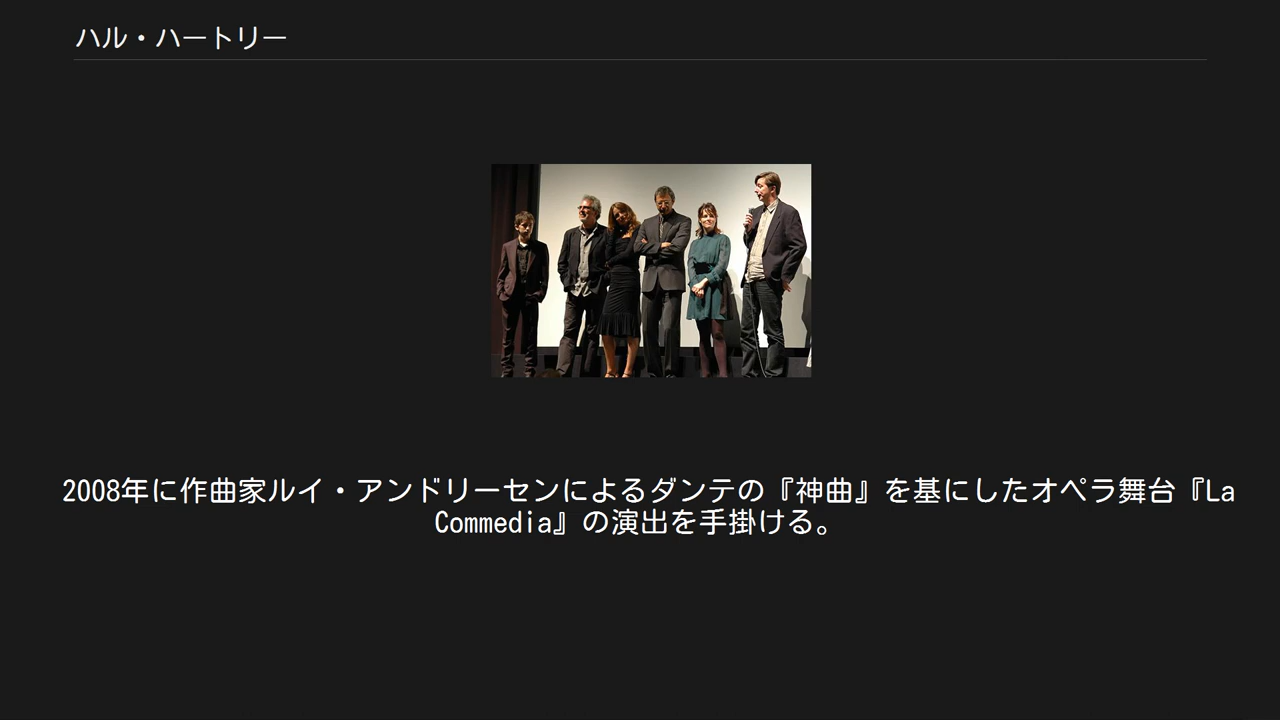 ハル・ハートリー
2008年に作曲家ルイ・アンドリーセンによるダンテの『神曲』を基にしたオペラ舞台『La
Commedia』の演出を手掛ける。